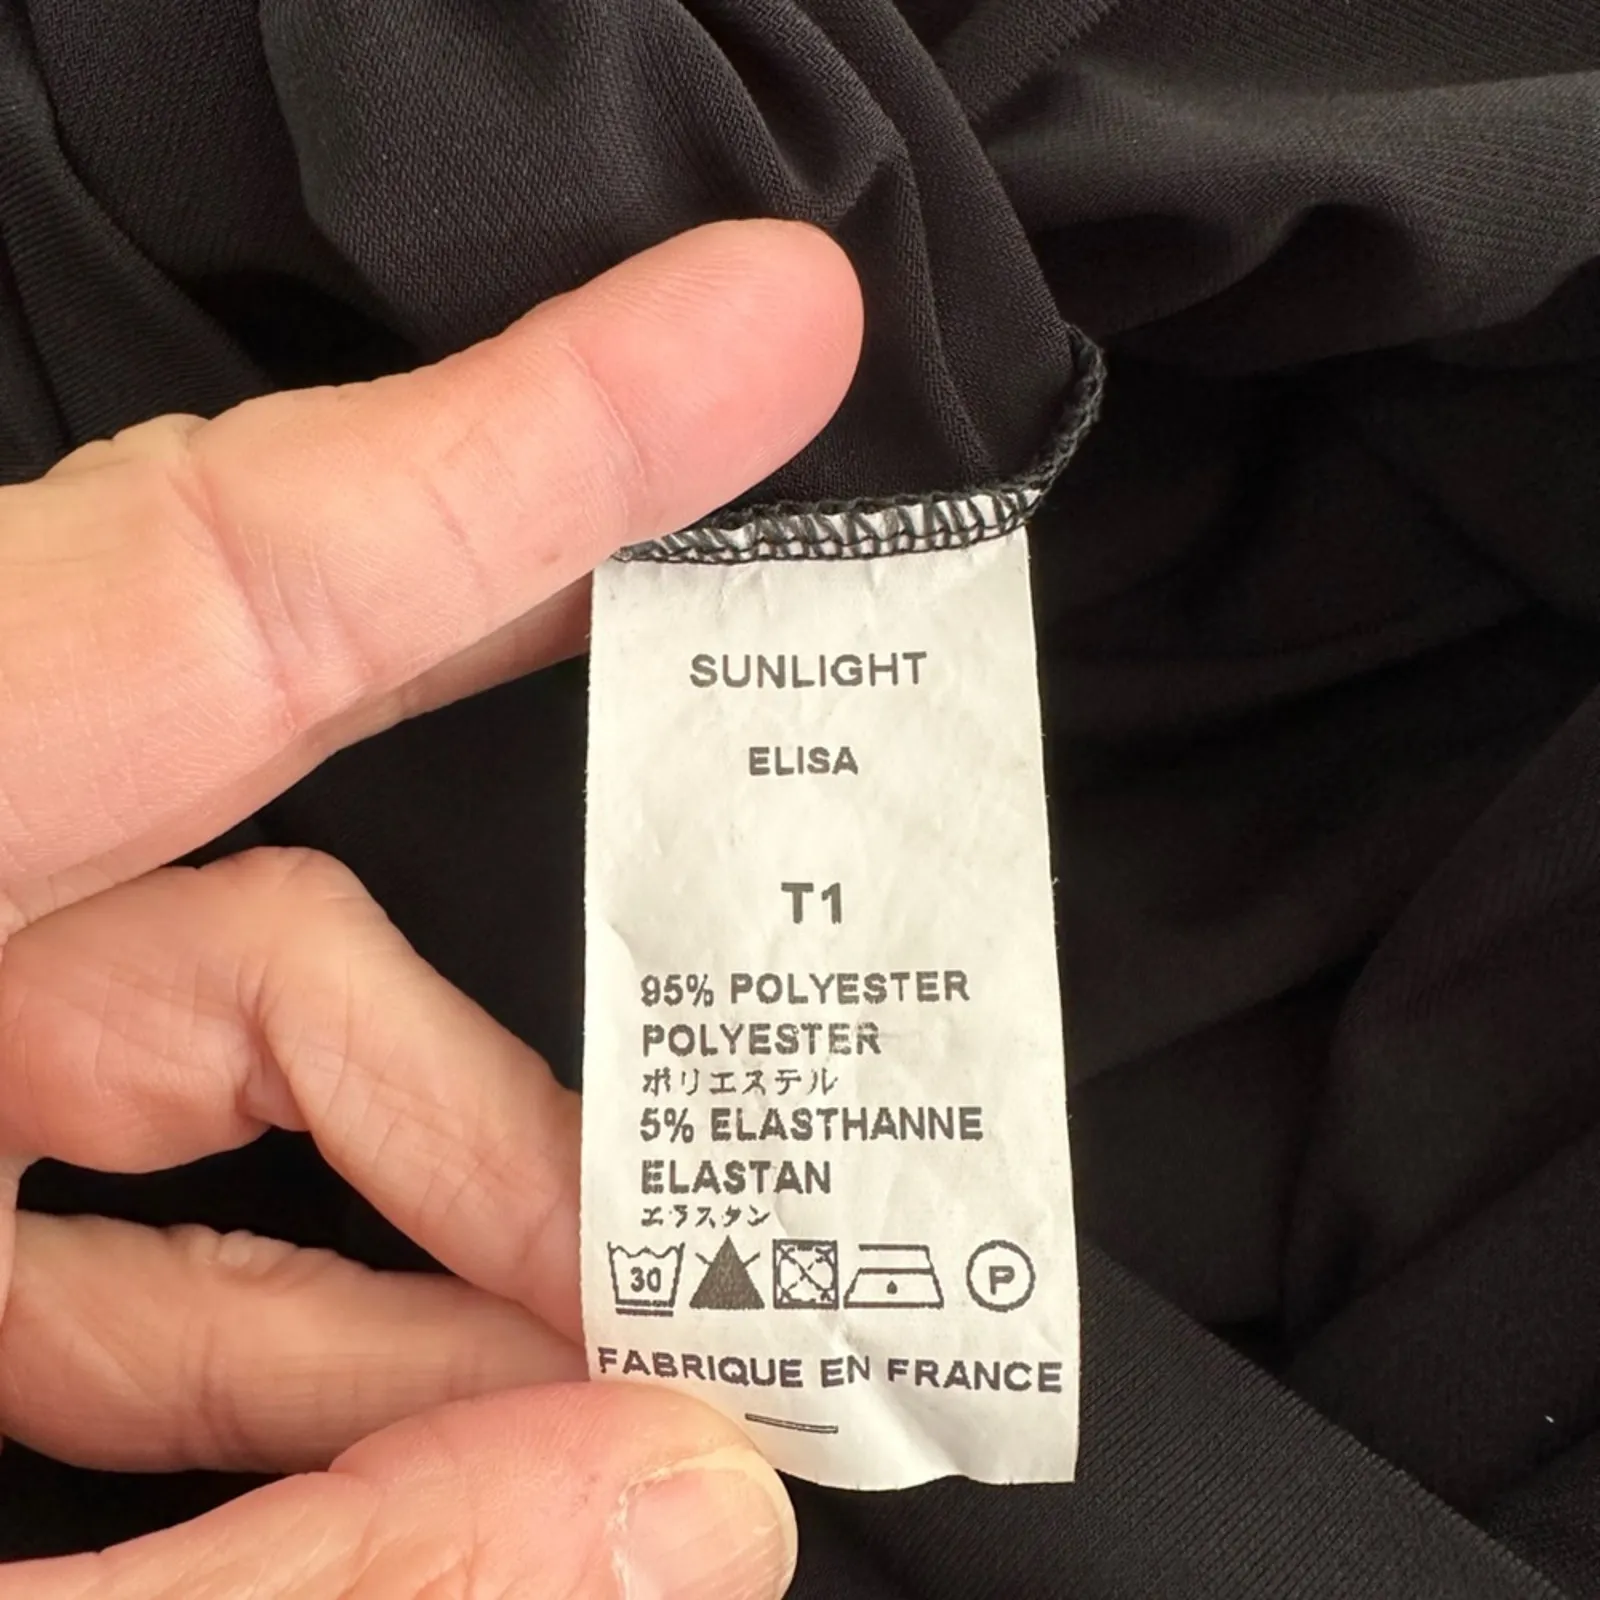 SUNLIGHT
ELISA
T1
95% POLYESTER
POLYESTER
ポリエステル
5% ELASTHANNE
ELASTAN
エラスタン
30 P
FABRIQUE EN FRANCE